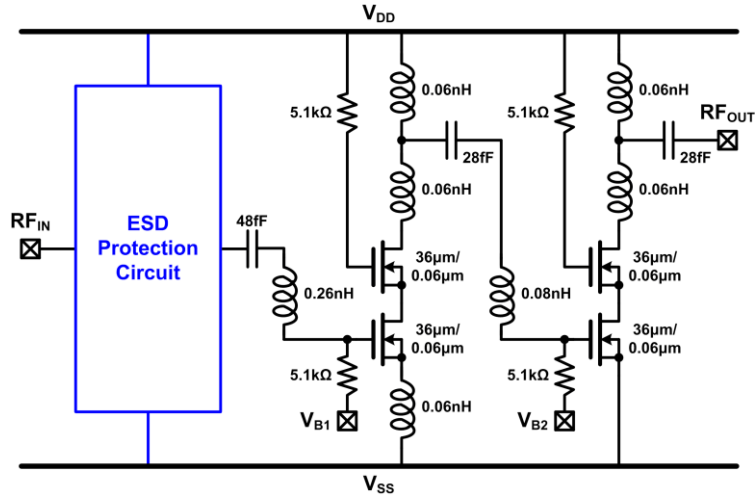 VDD
5.1kΩ
0.06nH
28fF
0.06nH
5.1kΩ
0.06nH
RFOUT
28fF
0.06nH
RFIN
ESD
Protection
Circuit
48fF
0.26nH
36μm/
0.06μm
0.08nH
36μm/
0.06μm
36μm/
0.06μm
36μm/
0.06μm
5.1kΩ
VB1
0.06nH
5.1kΩ
VB2
VSS